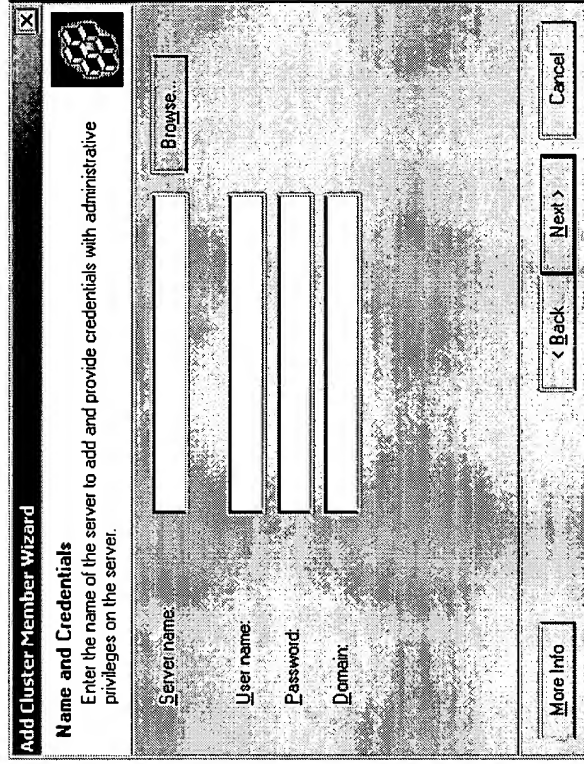 Add Cluster Member Wizard
Name and Credentials
Enter the name of the server to add and provide credentials with administrative
privileges on the server.
Server name:
Browse...
User name:
Password:
Domain:
More Info
< Back
Next >
Cancel